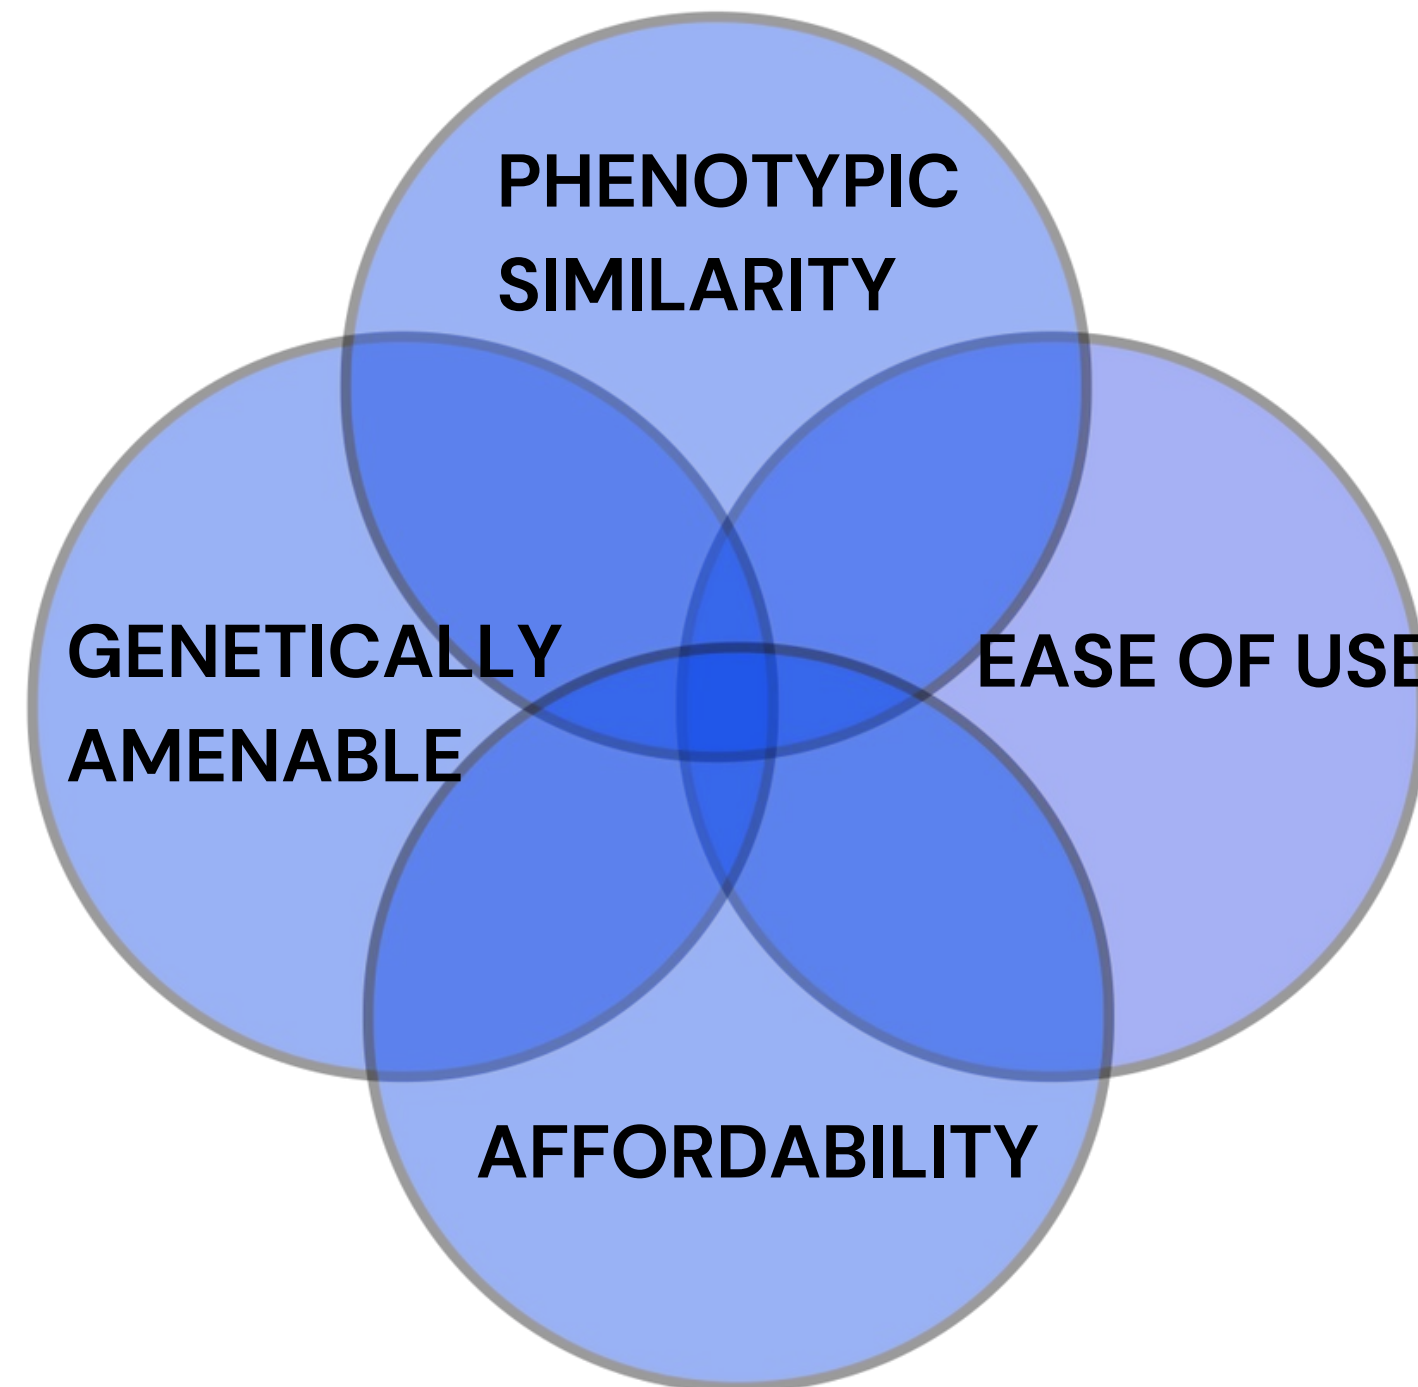 PHENOTYPIC
SIMILARITY
GENETICALLY
AMENABLE
EASE OF USE
AFFORDABILITY